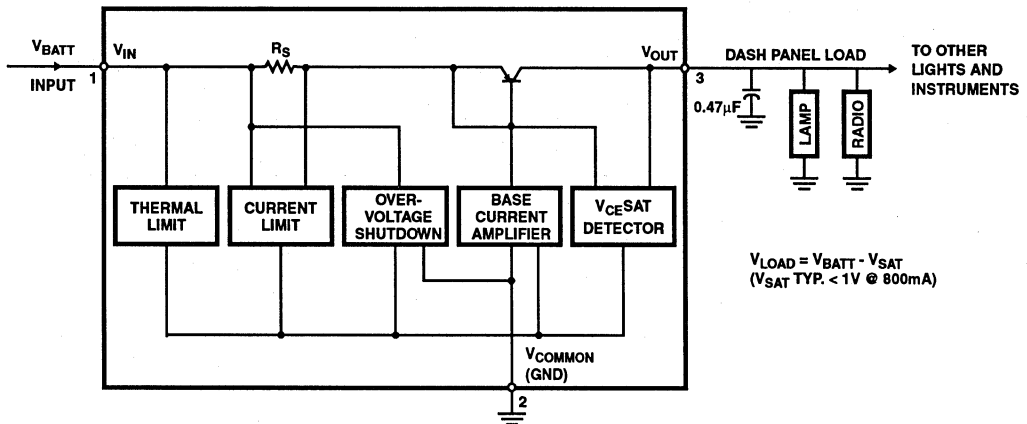 VBATT
INPUT
1
VIN
RS
VOUT
3
DASH PANEL LOAD
TO OTHER
LIGHTS AND
INSTRUMENTS
0.47μF
LAMP
RADIO
THERMAL
LIMIT
CURRENT
LIMIT
OVER-
VOLTAGE
SHUTDOWN
BASE
CURRENT
AMPLIFIER
VCESAT
DETECTOR
VLOAD = VBATT - VSAT
(VSAT TYP. < 1V @ 800mA)
VCOMMON
(GND)
2